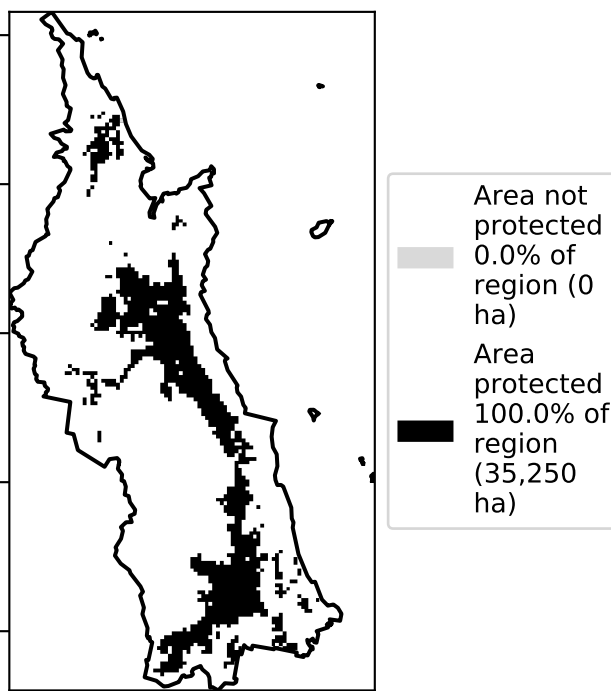 Area not
protected
0.0% of
region (0
ha)
Area
protected
100.0% of
region
(35,250
ha)